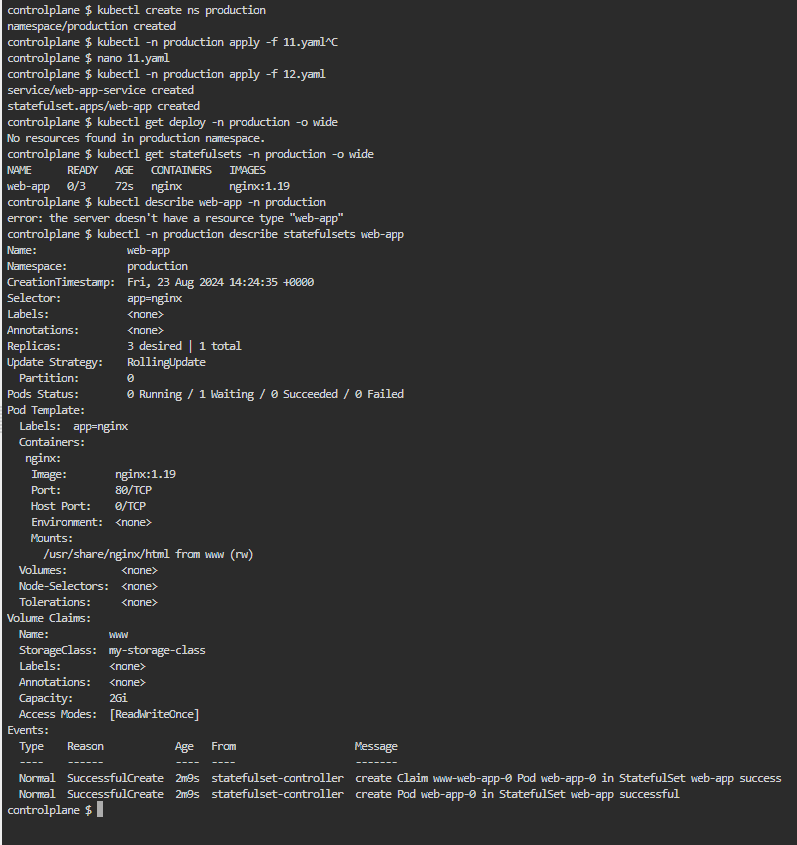 controlplane $ kubectl create ns production
namespace/production created
controlplane $ kubectl -n production apply -f 11.yaml^C
controlplane $ nano 11.yaml
controlplane $ kubectl -n production apply -f 12.yaml
service/web-app-service created
statefulset.apps/web-app created
controlplane $ kubectl get deploy -n production -o wide
No resources found in production namespace.
controlplane $ kubectl get statefulsets -n production -o wide
NAME      READY   AGE   CONTAINERS   IMAGES
web-app   0/3     72s   nginx        nginx:1.19
controlplane $ kubectl describe web-app -n production
error: the server doesn't have a resource type "web-app"
controlplane $ kubectl -n production describe statefulsets web-app
Name:               web-app
Namespace:          production
CreationTimestamp:  Fri, 23 Aug 2024 14:24:35 +0000
Selector:           app=nginx
Labels:             <none>
Annotations:        <none>
Replicas:           3 desired | 1 total
Update Strategy:    RollingUpdate
  Partition:        0
Pods Status:        0 Running / 1 Waiting / 0 Succeeded / 0 Failed
Pod Template:
  Labels:  app=nginx
  Containers:
   nginx:
    Image:        nginx:1.19
    Port:         80/TCP
    Host Port:    0/TCP
    Environment:  <none>
    Mounts:
      /usr/share/nginx/html from www (rw)
  Volumes:         <none>
  Node-Selectors:  <none>
  Tolerations:     <none>
Volume Claims:
  Name:          www
  StorageClass:  my-storage-class
  Labels:        <none>
  Annotations:   <none>
  Capacity:      2Gi
  Access Modes:  [ReadWriteOnce]
Events:
  Type    Reason            Age   From                    Message
  ----    ------            ----  ----                    -------
  Normal  SuccessfulCreate  2m9s  statefulset-controller  create Claim www-web-app-0 Pod web-app-0 in StatefulSet web-app success
  Normal  SuccessfulCreate  2m9s  statefulset-controller  create Pod web-app-0 in StatefulSet web-app successful
controlplane $